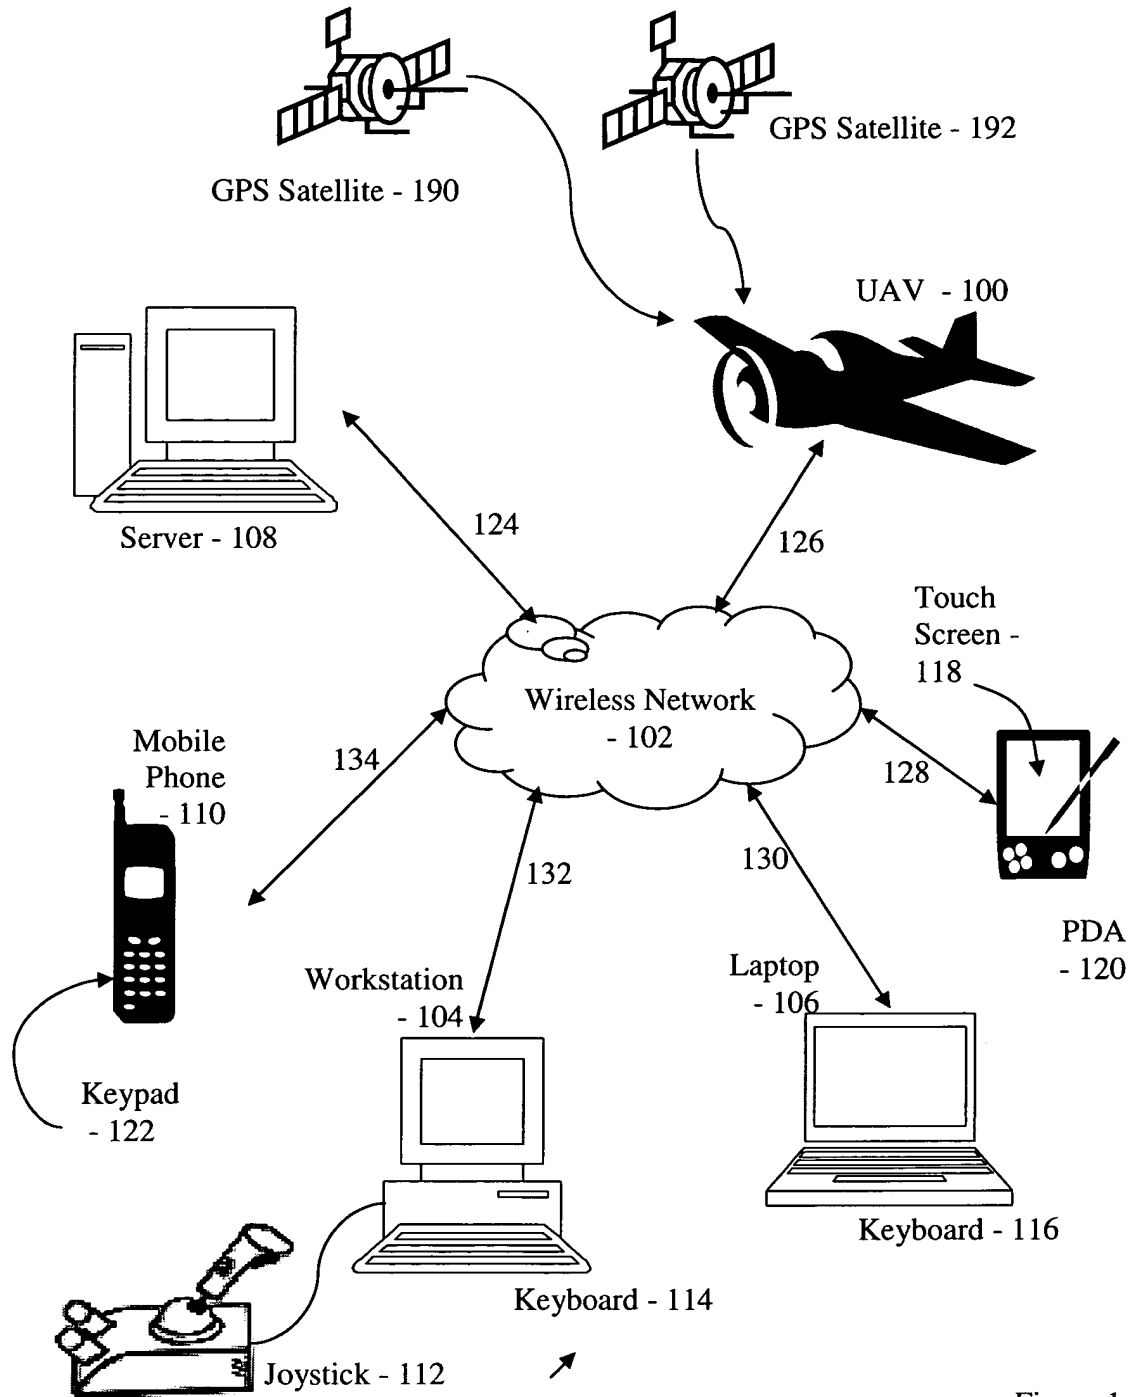 GPS Satellite - 192
GPS Satellite - 190
UAV - 100
Server - 108
124
126
Touch
Screen -
118
Wireless Network
- 102
Mobile
Phone
- 110
134
128
132
130
PDA
- 120
Workstation
- 104
Laptop
- 106
Keypad
- 122
Keyboard - 116
Keyboard - 114
Joystick - 112